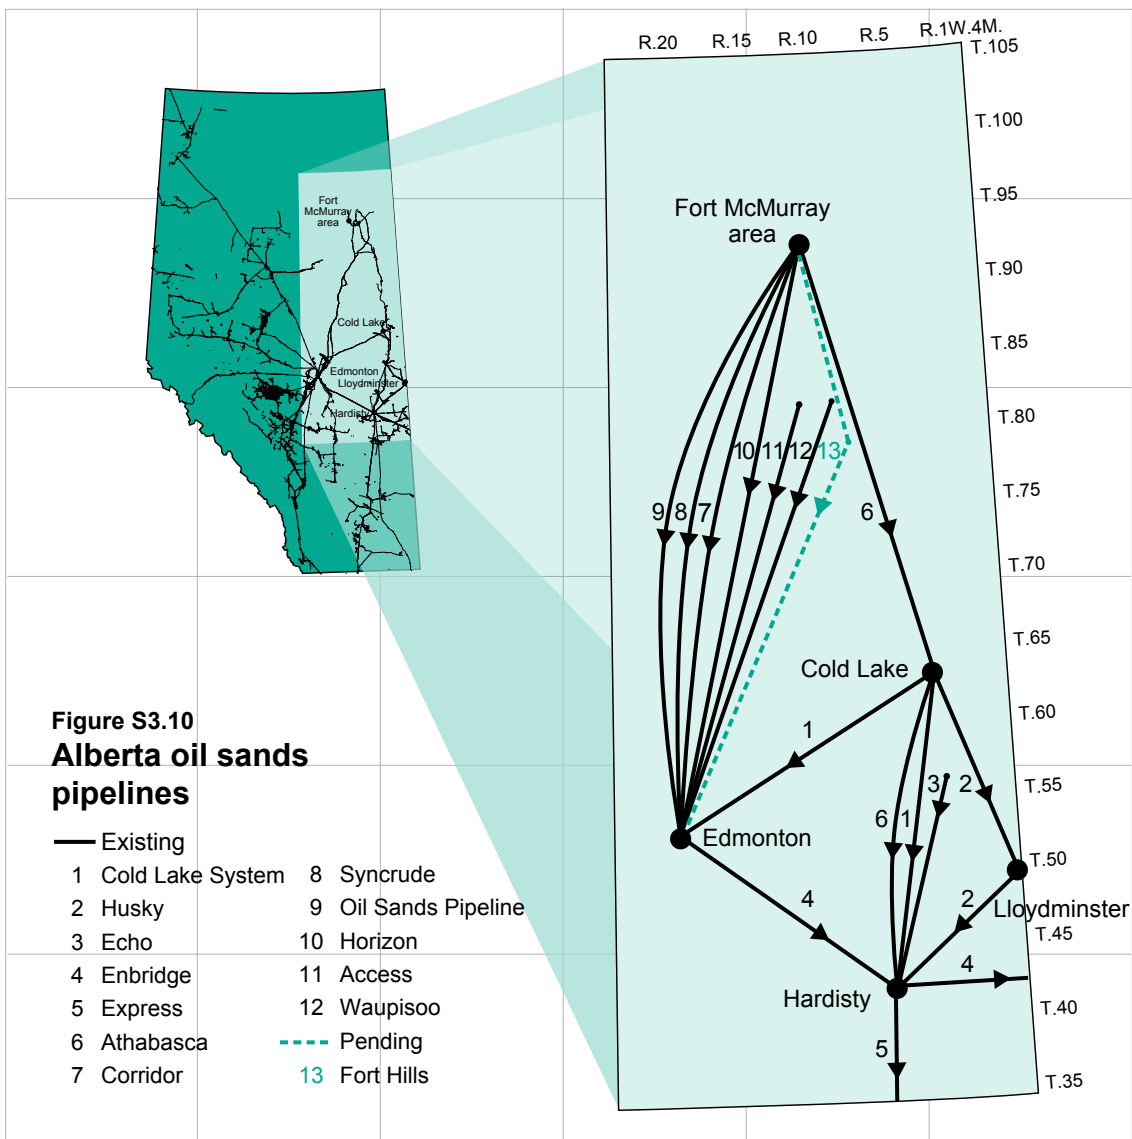 R.20 R.15 R.10 R.5 R.1W.4M.
T.105
T.100
T.95
T.90
T.85
T.80
T.75
T.70
T.65
T.60
T.55
T.50
T.45
T.40
T.35
Fort
McMurray
area
Cold Lake
Edmonton
Lloydminster
Hardisty
Fort McMurray
area
10 11 12 13
9 8 7 6
Cold Lake
1
3 2
6 1
Edmonton
4
2
Lloydminster
4
Hardisty
5
Figure S3.10
Alberta oil sands
pipelines
Existing
1 Cold Lake System
2 Husky
3 Echo
4 Enbridge
5 Express
6 Athabasca
7 Corridor
8 Syncrude
9 Oil Sands Pipeline
10 Horizon
11 Access
12 Waupisoo
Pending
13 Fort Hills